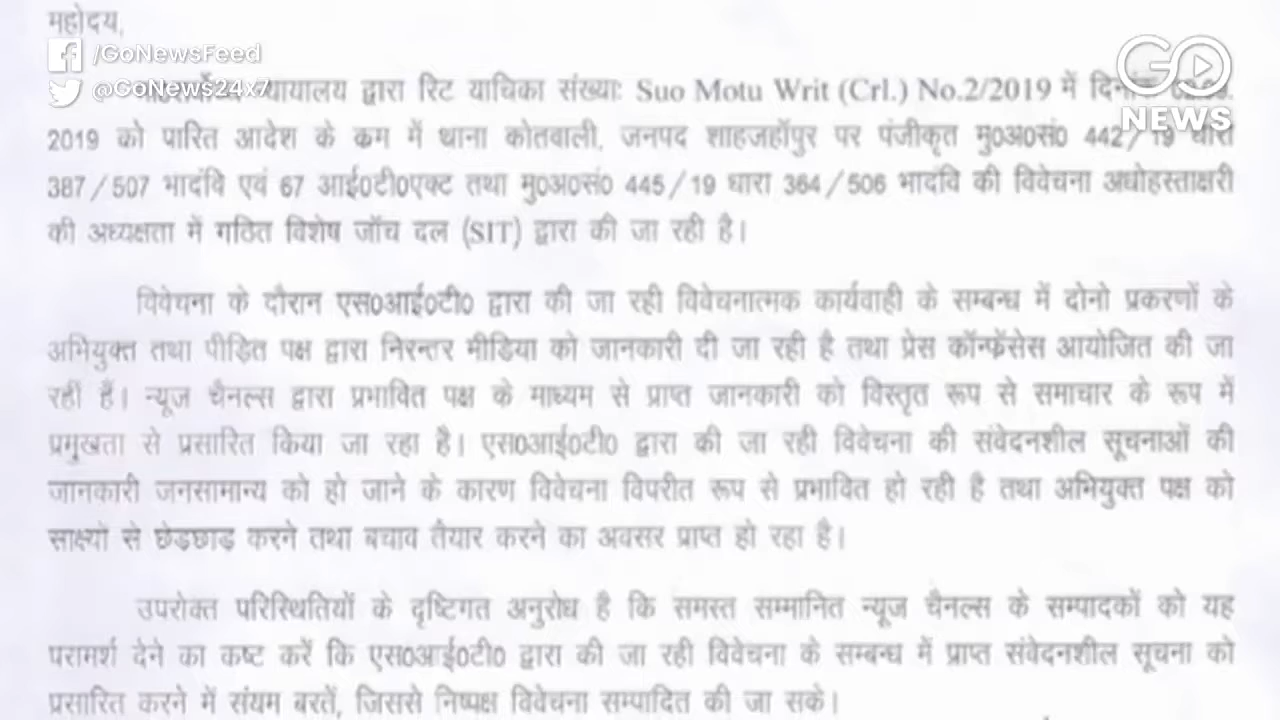 महोदय,
/GoNewsFeed
@GoNews24x7
GO
NEWS
न्यायालय द्वारा रिट याचिका संख्याः Suo Motu Writ (Crl.) No.2/2019 में
2019 को पारित आदेश के कम में थाना कोतवाली, जनपद शाहजहॉपुर पर पंजीकृत मु0अ0सं0 442/19 धारा
387/507 भादंवि एवं 67 आई0टी0एक्ट तथा मु0अ0सं0 445/19 धारा 364/506 भादंवि की विवेचना अधोहस्ताक्षरी
की अध्यक्षता में गठित विशेष जॉच दल (SIT) द्वारा की जा रही है।
विवेचना के दौरान एस0आई0टी0 द्वारा की जा रही विवेचनात्मक कार्यवाही के सम्बन्ध में दोनो प्रकरणों के
अभियुक्त तथा पीड़ित पक्ष द्वारा निरन्तर मीडिया को जानकारी दी जा रही है तथा प्रेस कॉन्फ्रेंसेस आयोजित की जा
रही हैं। न्यूज चैनल्स द्वारा प्रभावित पक्ष के माध्यम से प्राप्त जानकारी को विस्तृत रूप से समाचार के रूप में
प्रमुखता से प्रसारित किया जा रहा है। एस0आई0टी0 द्वारा की जा रही विवेचना की संवेदनशील सूचनाओं की
जानकारी जनसामान्य को हो जाने के कारण विवेचना विपरीत रूप से प्रभावित हो रही है तथा अभियुक्त पक्ष को
साक्ष्यों से छेडछाड़ करने तथा बचाव तैयार करने का अवसर प्राप्त हो रहा है।
उपरोक्त परिस्थितियों के दृष्टिगत अनुरोध है कि समस्त सम्मानित न्यूज चैनल्स के सम्पादकों को यह
परामर्श देने का कष्ट करें कि एस0आई0टी0 द्वारा की जा रही विवेचना के सम्बन्ध में प्राप्त संवेदनशील सूचना को
प्रसारित करने में संयम बरतें, जिससे निष्पक्ष विवेचना सम्पादित की जा सके।